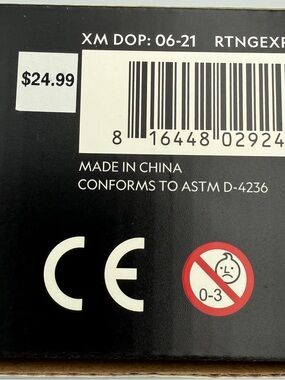 XM DOP: 06-21 RTNGEXP
$24.99
8 16448 02924
MADE IN CHINA
CONFORMS TO ASTM D-4236
CE
0-3